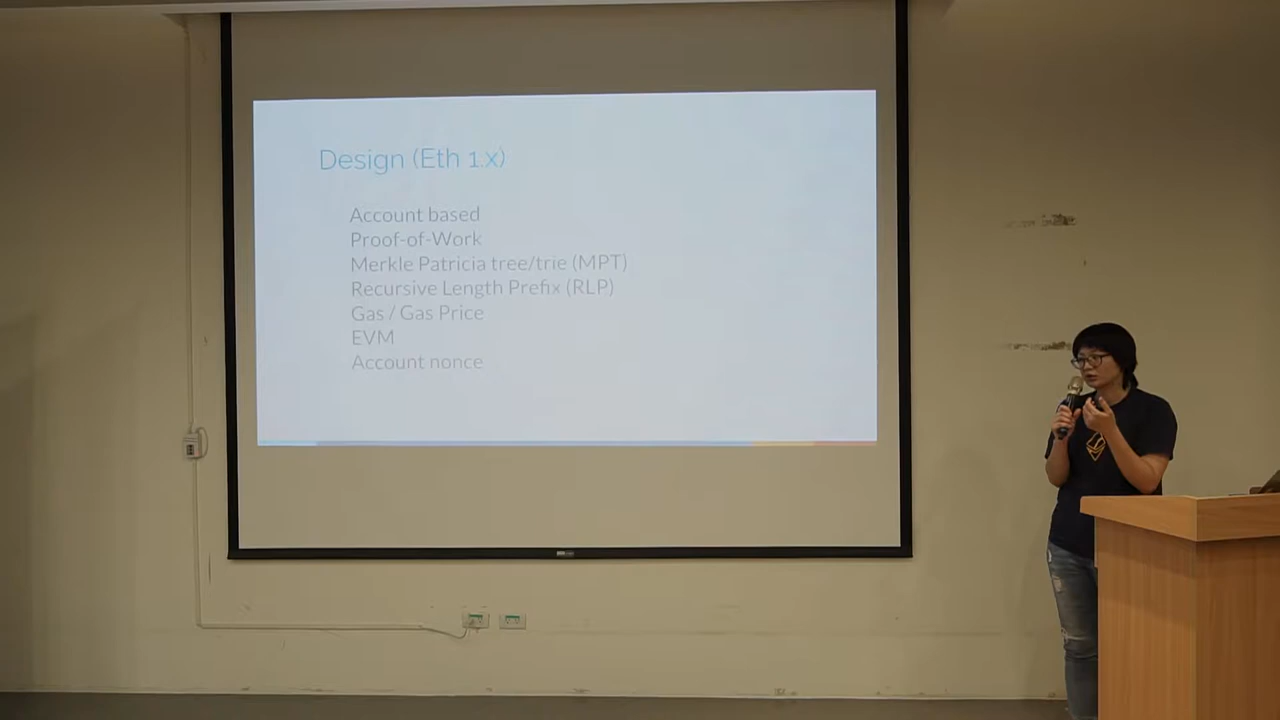 Design (Eth 1.x)
Account based
Proof-of-Work
Merkle Patricia tree/trie (MPT)
Recursive Length Prefix (RLP)
Gas / Gas Price
EVM
Account nonce